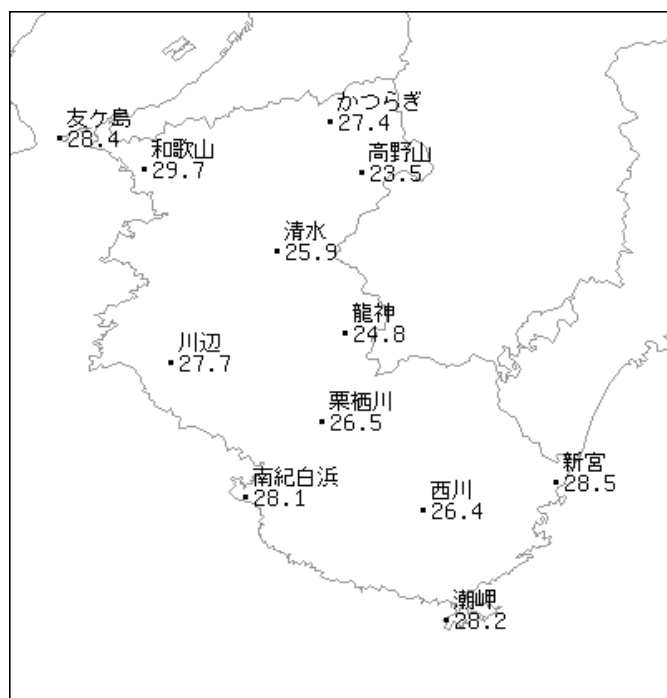 かつらぎ
27.4
友ケ島
28.4
和歌山
29.7
高野山
23.5
清水
25.9
龍神
24.8
川辺
27.7
栗栖川
26.5
新宮
28.5
南紀白浜
28.1
西川
26.4
潮岬
28.2